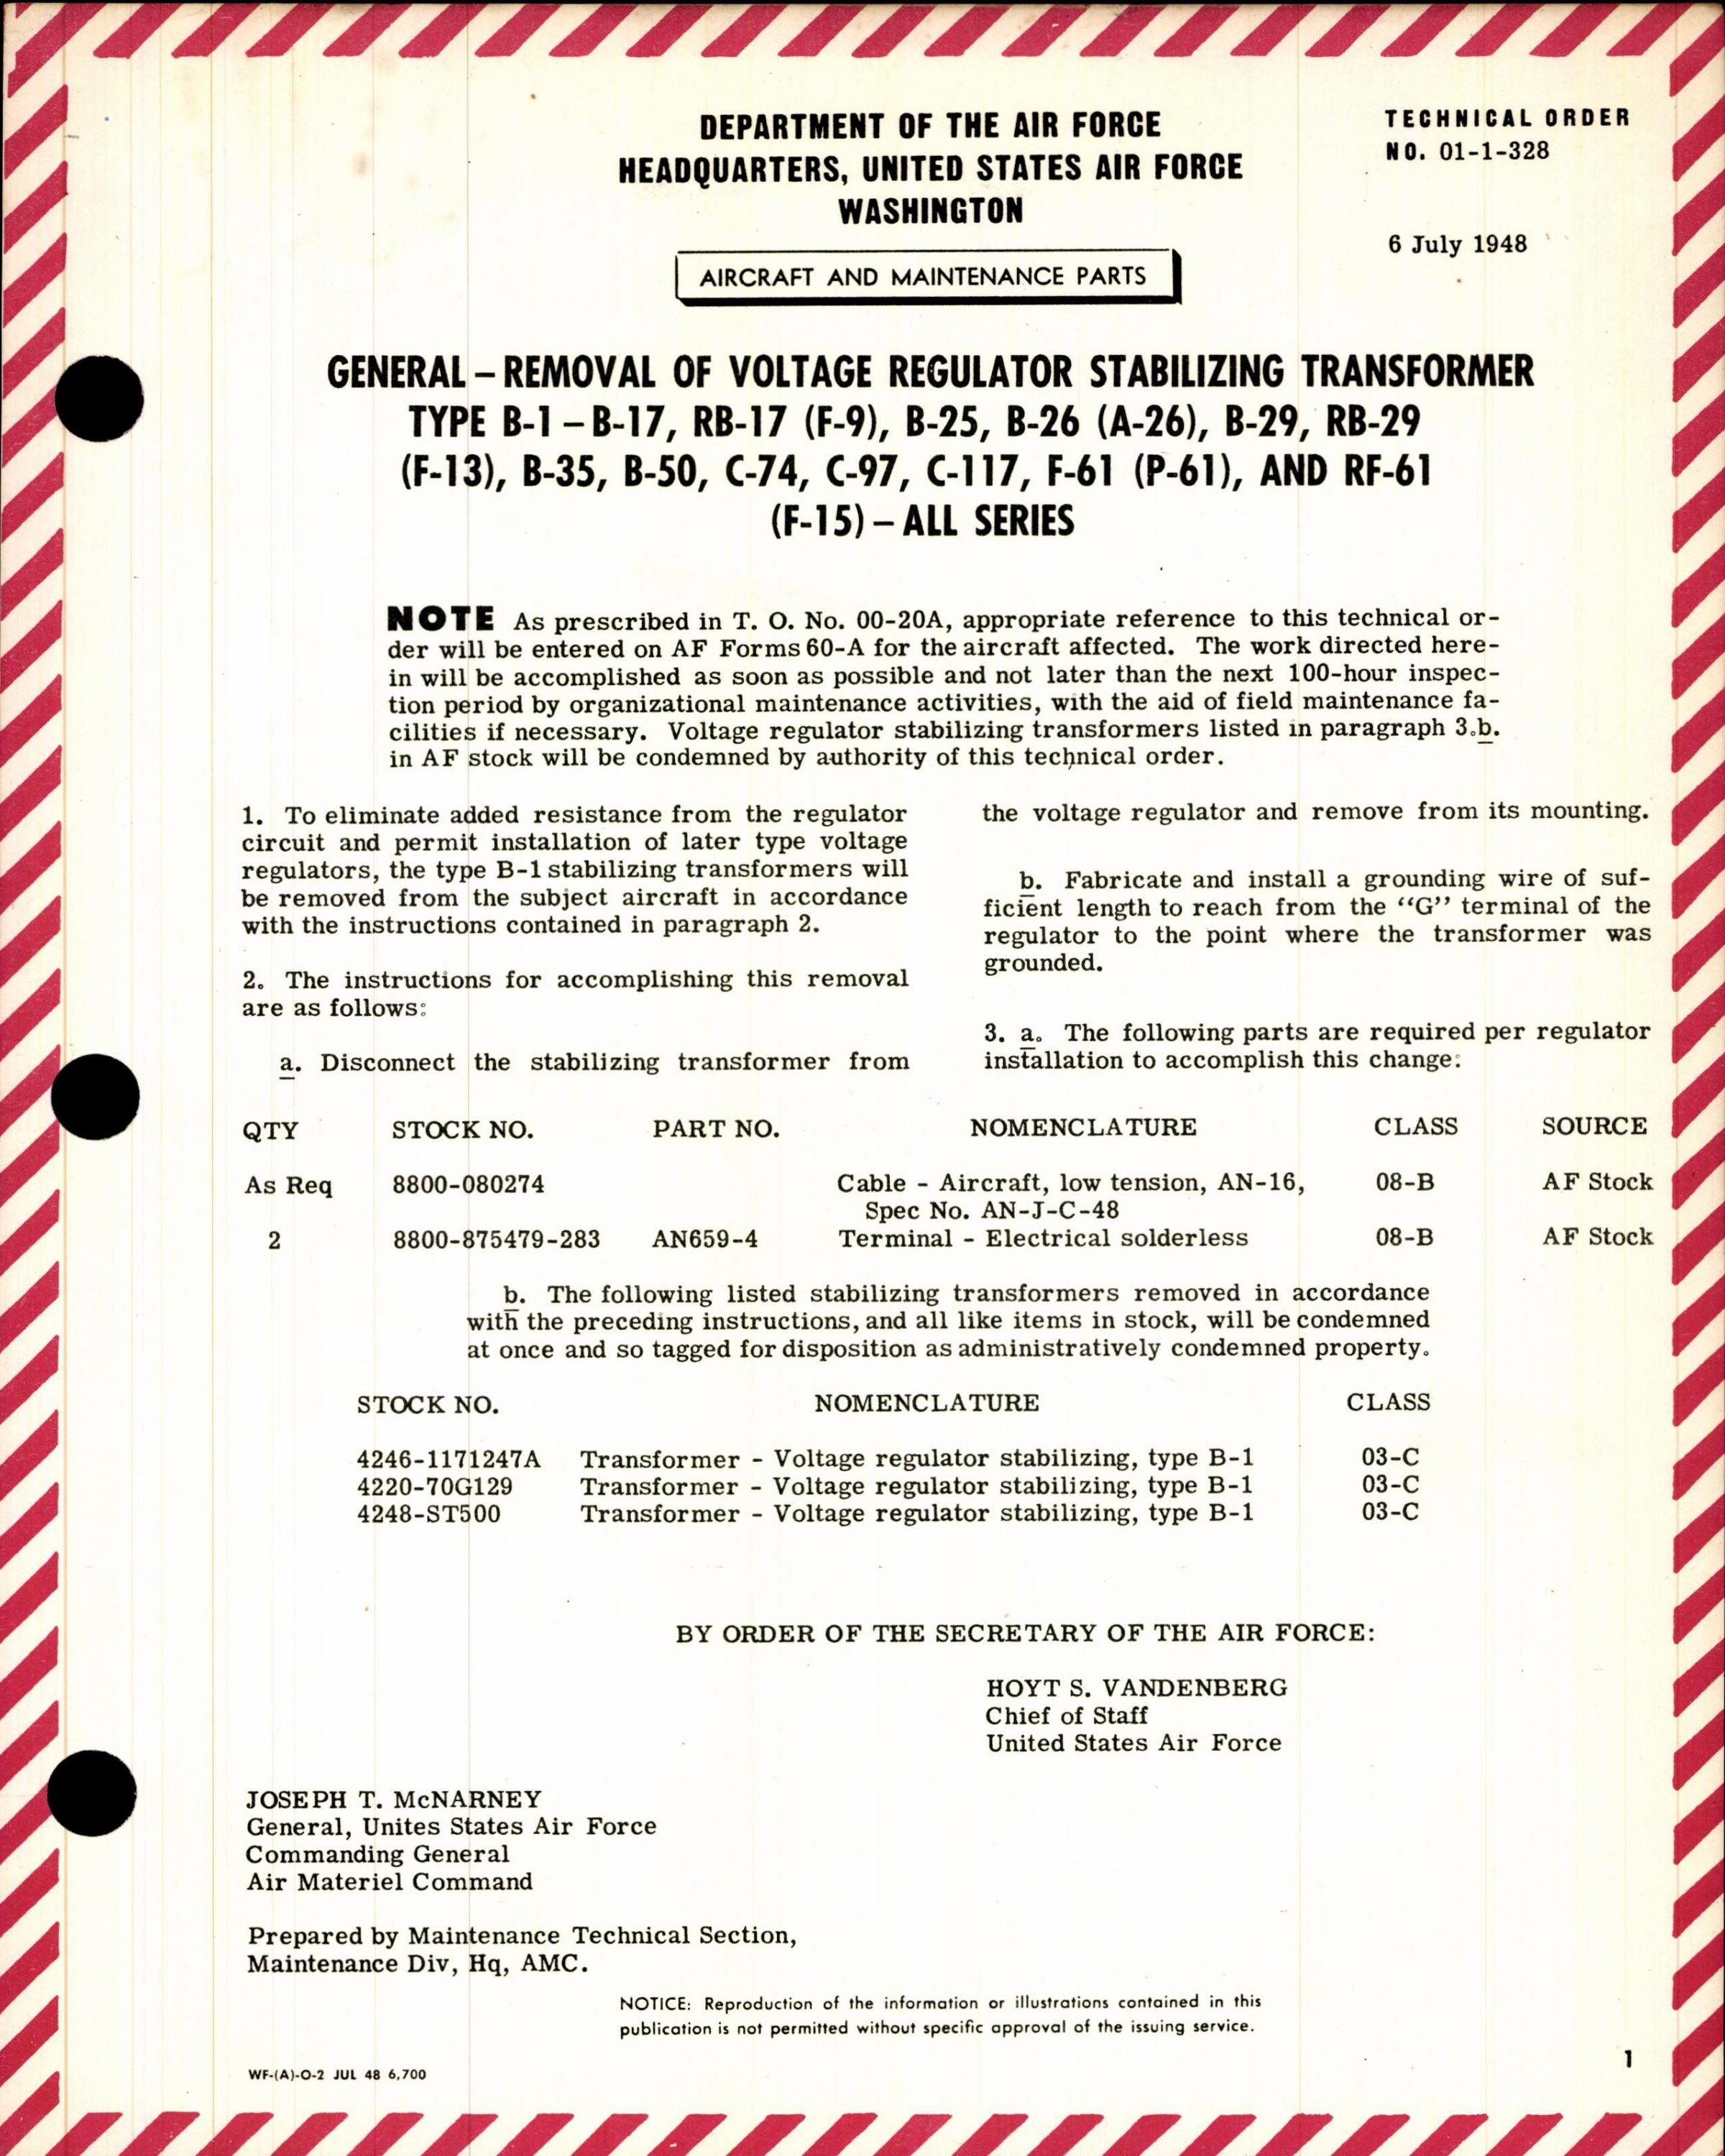 DEPARTMENT OF THE AIR FORCE
HEADQUARTERS, UNITED STATES AIR FORCE
WASHINGTON
TECHNICAL ORDER
NO. 01-1-328
6 July 1948
AIRCRAFT AND MAINTENANCE PARTS
GENERAL – REMOVAL OF VOLTAGE REGULATOR STABILIZING TRANSFORMER
TYPE B-1 – B-17, RB-17 (F-9), B-25, B-26 (A-26), B-29, RB-29
(F-13), B-35, B-50, C-74, C-97, C-117, F-61 (P-61), AND RF-61
(F-15) – ALL SERIES
NOTE As prescribed in T. O. No. 00-20A, appropriate reference to this technical or-
der will be entered on AF Forms 60-A for the aircraft affected. The work directed here-
in will be accomplished as soon as possible and not later than the next 100-hour inspec-
tion period by organizational maintenance activities, with the aid of field maintenance fa-
cilities if necessary. Voltage regulator stabilizing transformers listed in paragraph 3.b.
in AF stock will be condemned by authority of this technical order.
1. To eliminate added resistance from the regulator
circuit and permit installation of later type voltage
regulators, the type B-1 stabilizing transformers will
be removed from the subject aircraft in accordance
with the instructions contained in paragraph 2.
2. The instructions for accomplishing this removal
are as follows:
a. Disconnect the stabilizing transformer from
the voltage regulator and remove from its mounting.
b. Fabricate and install a grounding wire of suf-
ficient length to reach from the "G" terminal of the
regulator to the point where the transformer was
grounded.
3. a. The following parts are required per regulator
installation to accomplish this change:
QTY STOCK NO. PART NO. NOMENCLATURE CLASS SOURCE
As Req 8800-080274 Cable - Aircraft, low tension, AN-16, 08-B AF Stock
Spec No. AN-J-C-48
2 8800-875479-283 AN659-4 Terminal - Electrical solderless 08-B AF Stock
b. The following listed stabilizing transformers removed in accordance
with the preceding instructions, and all like items in stock, will be condemned
at once and so tagged for disposition as administratively condemned property.
STOCK NO. NOMENCLATURE CLASS
4246-1171247A Transformer - Voltage regulator stabilizing, type B-1 03-C
4220-70G129 Transformer - Voltage regulator stabilizing, type B-1 03-C
4248-ST500 Transformer - Voltage regulator stabilizing, type B-1 03-C
BY ORDER OF THE SECRETARY OF THE AIR FORCE:
HOYT S. VANDENBERG
Chief of Staff
United States Air Force
JOSEPH T. McNARNEY
General, Unites States Air Force
Commanding General
Air Materiel Command
Prepared by Maintenance Technical Section,
Maintenance Div, Hq, AMC.
NOTICE: Reproduction of the information or illustrations contained in this
publication is not permitted without specific approval of the issuing service.
WF-(A)-O-2 JUL 48 6,700
1